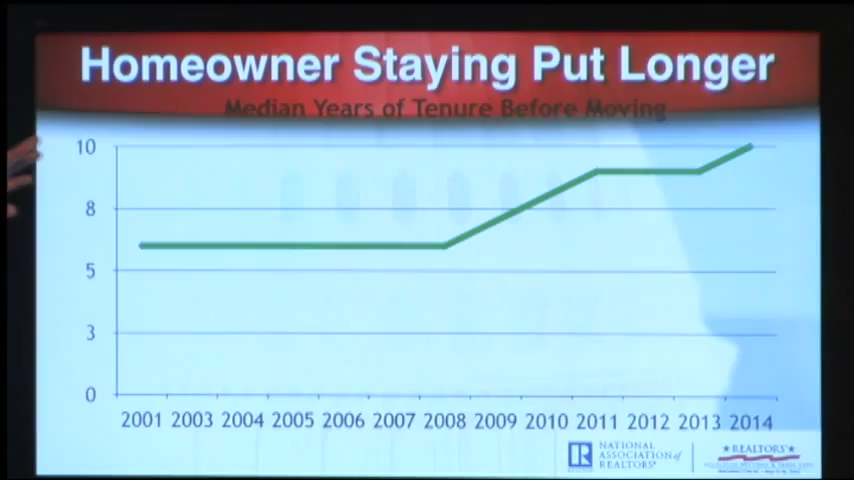 Homeowner Staying Put Longer
Median Years of Tenure Before Moving
10
8
5
3
0
2001 2003 2004 2005 2006 2007 2008 2009 2010 2011 2012 2013 2014
R
NATIONAL
ASSOCIATION of
REALTORS®
★REALTORS★